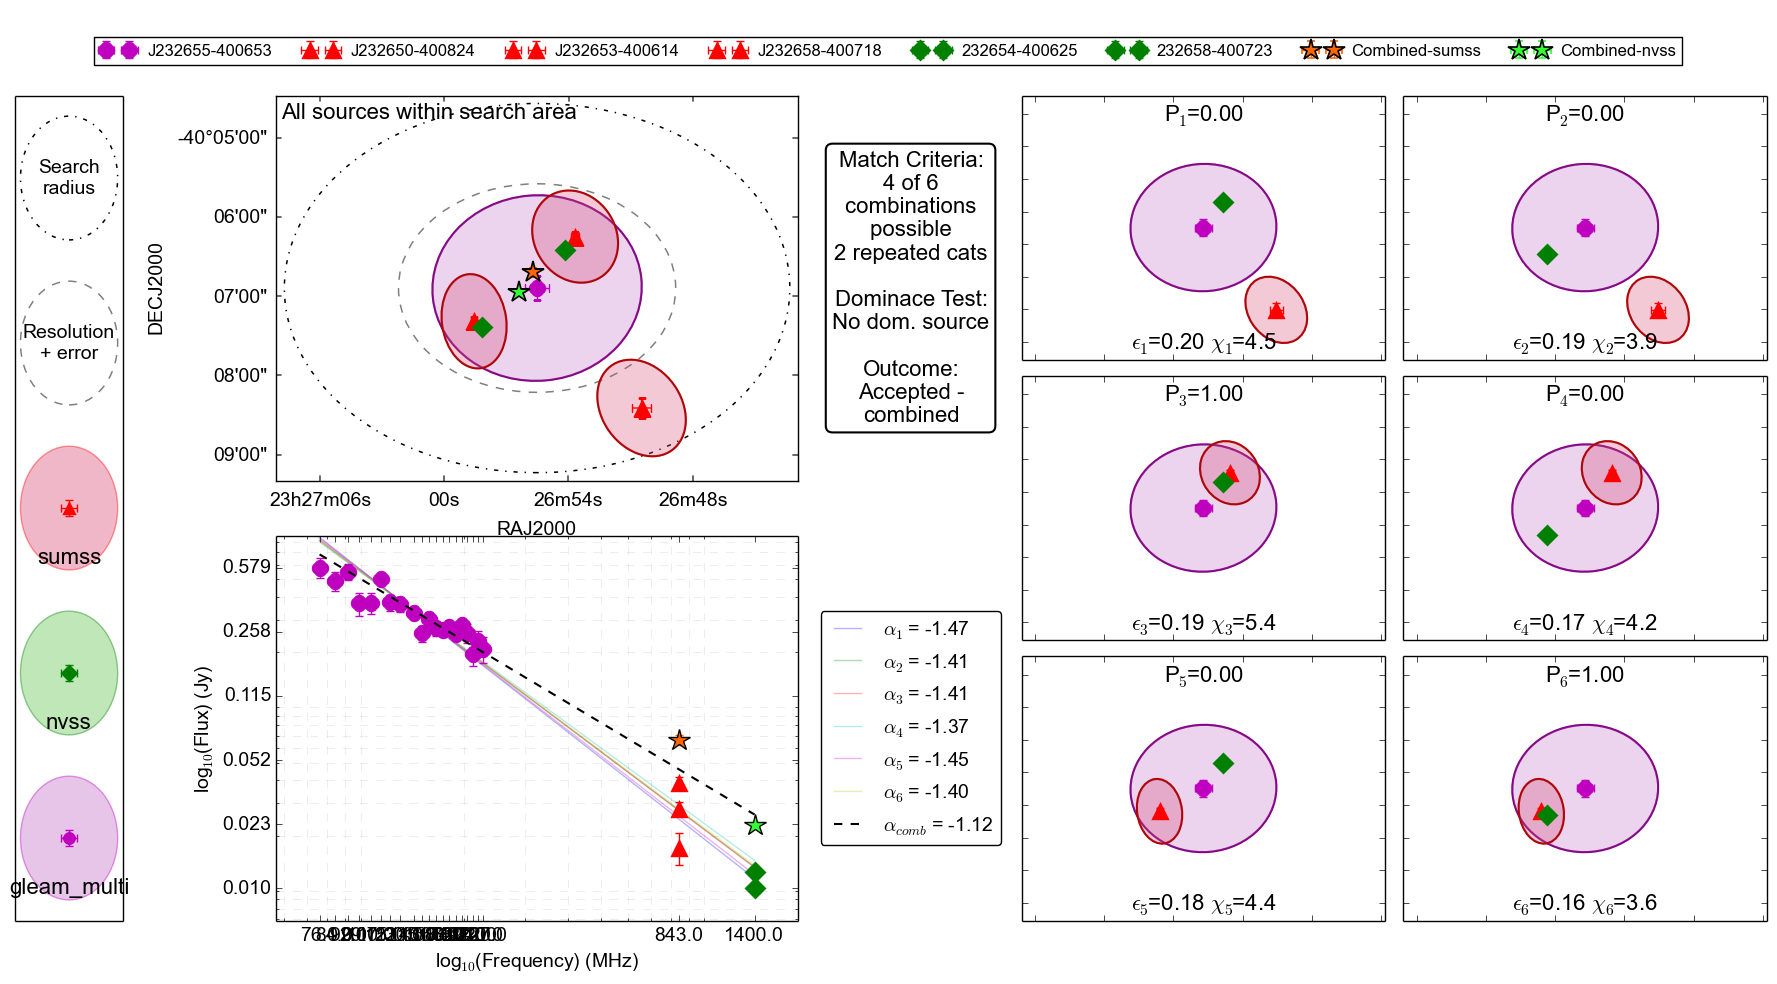 J232655-400653 J232650-400824 J232653-400614 J232658-400718 232654-400625 232658-400723 Combined-sumss Combined-nvss
Search
radius
Resolution
+ error
sumss
nvss
gleam_multi
All sources within search area
DECJ2000
-40°05'00"
06'00"
07'00"
08'00"
09'00"
23h27m06s 00s 26m54s 26m48s
RAJ2000
log₁₀(Flux) (Jy)
0.579
0.258
0.115
0.052
0.023
0.010
843.0 1400.0
log₁₀(Frequency) (MHz)
Match Criteria:
4 of 6
combinations
possible
2 repeated cats
Dominace Test:
No dom. source
Outcome:
Accepted -
combined
α₁ = -1.47
α₂ = -1.41
α₃ = -1.41
α₄ = -1.37
α₅ = -1.45
α₆ = -1.40
α_comb = -1.12
P₁=0.00
ϵ₁=0.20 χ₁=4.5
P₂=0.00
ϵ₂=0.19 χ₂=3.9
P₃=1.00
ϵ₃=0.19 χ₃=5.4
P₄=0.00
ϵ₄=0.17 χ₄=4.2
P₅=0.00
ϵ₅=0.18 χ₅=4.4
P₆=1.00
ϵ₆=0.16 χ₆=3.6